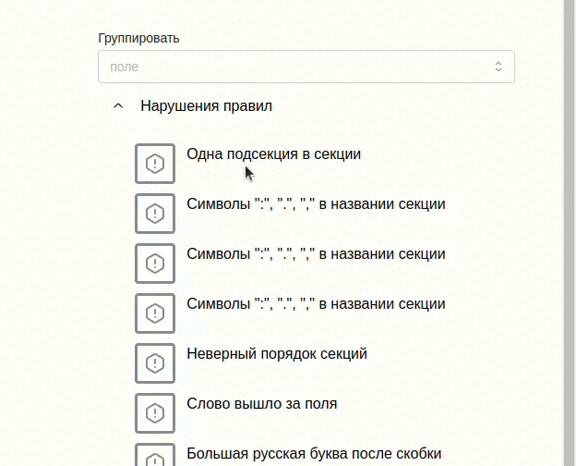 Группировать
поле
Нарушения правил
Одна подсекция в секции
Символы ":", ".", "," в названии секции
Символы ":", ".", "," в названии секции
Символы ":", ".", "," в названии секции
Неверный порядок секций
Слово вышло за поля
Большая русская буква после скобки